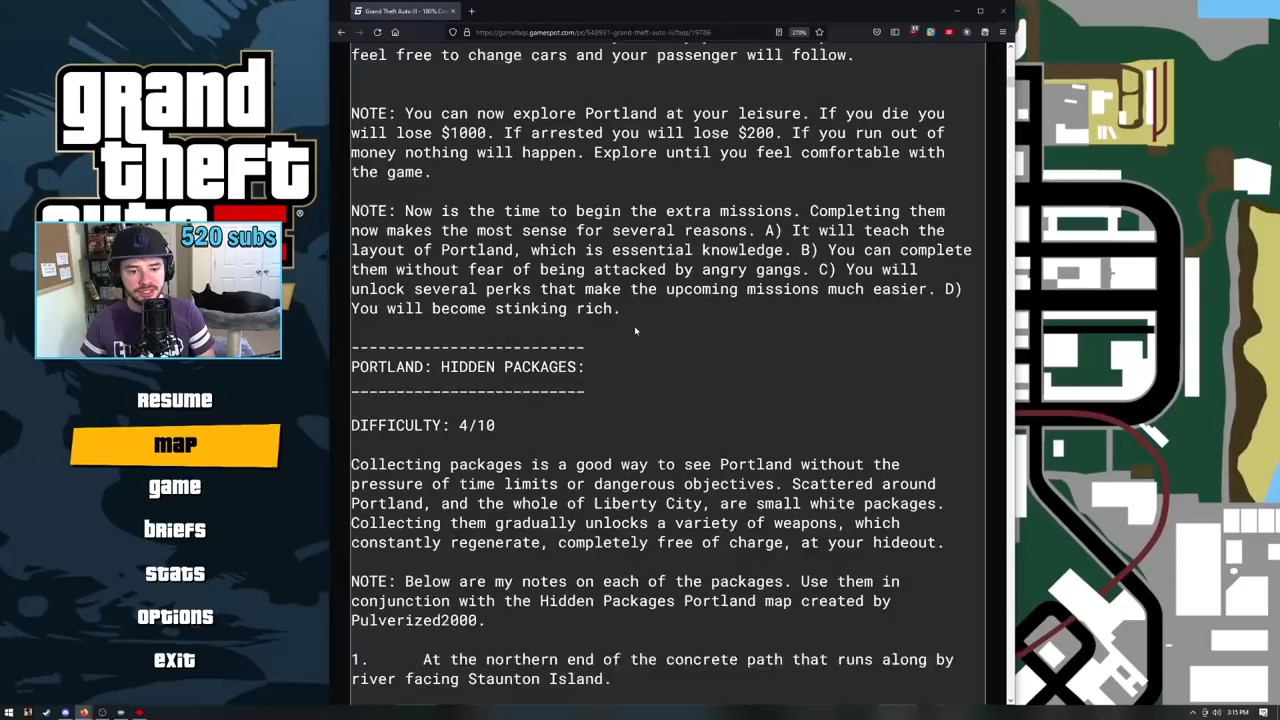 Grand Theft Auto III - 100% Com
https://gamefaqs.gamespot.com/pc/548931-grand-theft-auto-iii/faqs/19786
270%
feel free to change cars and your passenger will follow.
NOTE: You can now explore Portland at your leisure. If you die you
will lose $1000. If arrested you will lose $200. If you run out of
money nothing will happen. Explore until you feel comfortable with
the game.
NOTE: Now is the time to begin the extra missions. Completing them
now makes the most sense for several reasons. A) It will teach the
layout of Portland, which is essential knowledge. B) You can complete
them without fear of being attacked by angry gangs. C) You will
unlock several perks that make the upcoming missions much easier. D)
You will become stinking rich.
--------------------------
PORTLAND: HIDDEN PACKAGES:
--------------------------
DIFFICULTY: 4/10
Collecting packages is a good way to see Portland without the
pressure of time limits or dangerous objectives. Scattered around
Portland, and the whole of Liberty City, are small white packages.
Collecting them gradually unlocks a variety of weapons, which
constantly regenerate, completely free of charge, at your hideout.
NOTE: Below are my notes on each of the packages. Use them in
conjunction with the Hidden Packages Portland map created by
Pulverized2000.
1. At the northern end of the concrete path that runs along by
river facing Staunton Island.
grand
theft
auto
520 subs
resume
map
game
briefs
stats
options
exit
3:15 PM